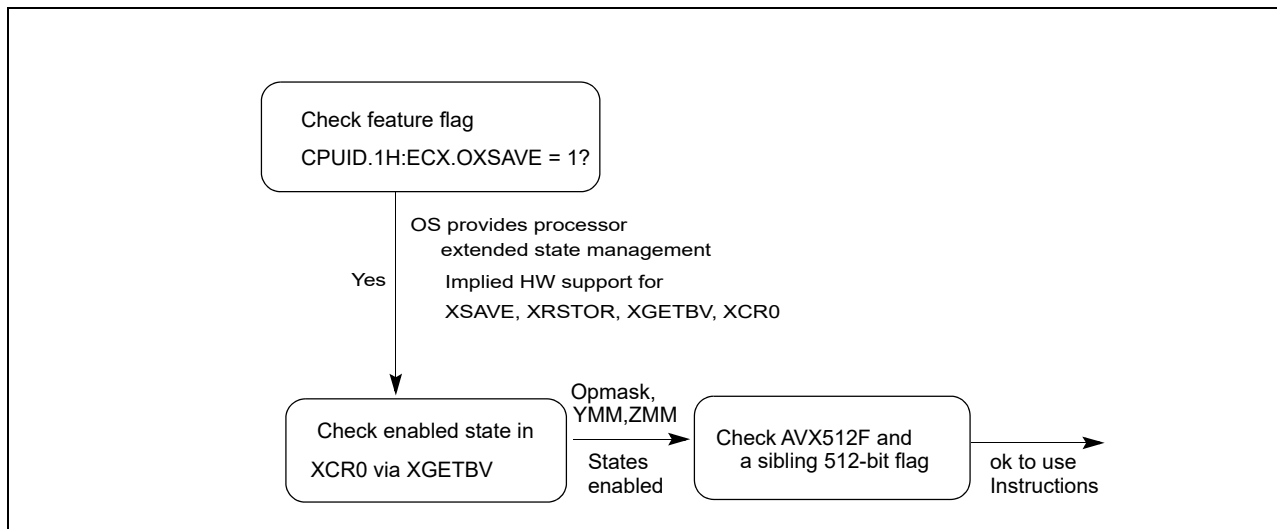 Check feature flag
CPUID.1H:ECX.OXSAVE = 1?
OS provides processor
extended state management
Yes
Implied HW support for
XSAVE, XRSTOR, XGETBV, XCR0
Check enabled state in
XCR0 via XGETBV
Opmask,
YMM,ZMM
States
enabled
Check AVX512F and
a sibling 512-bit flag
ok to use
Instructions